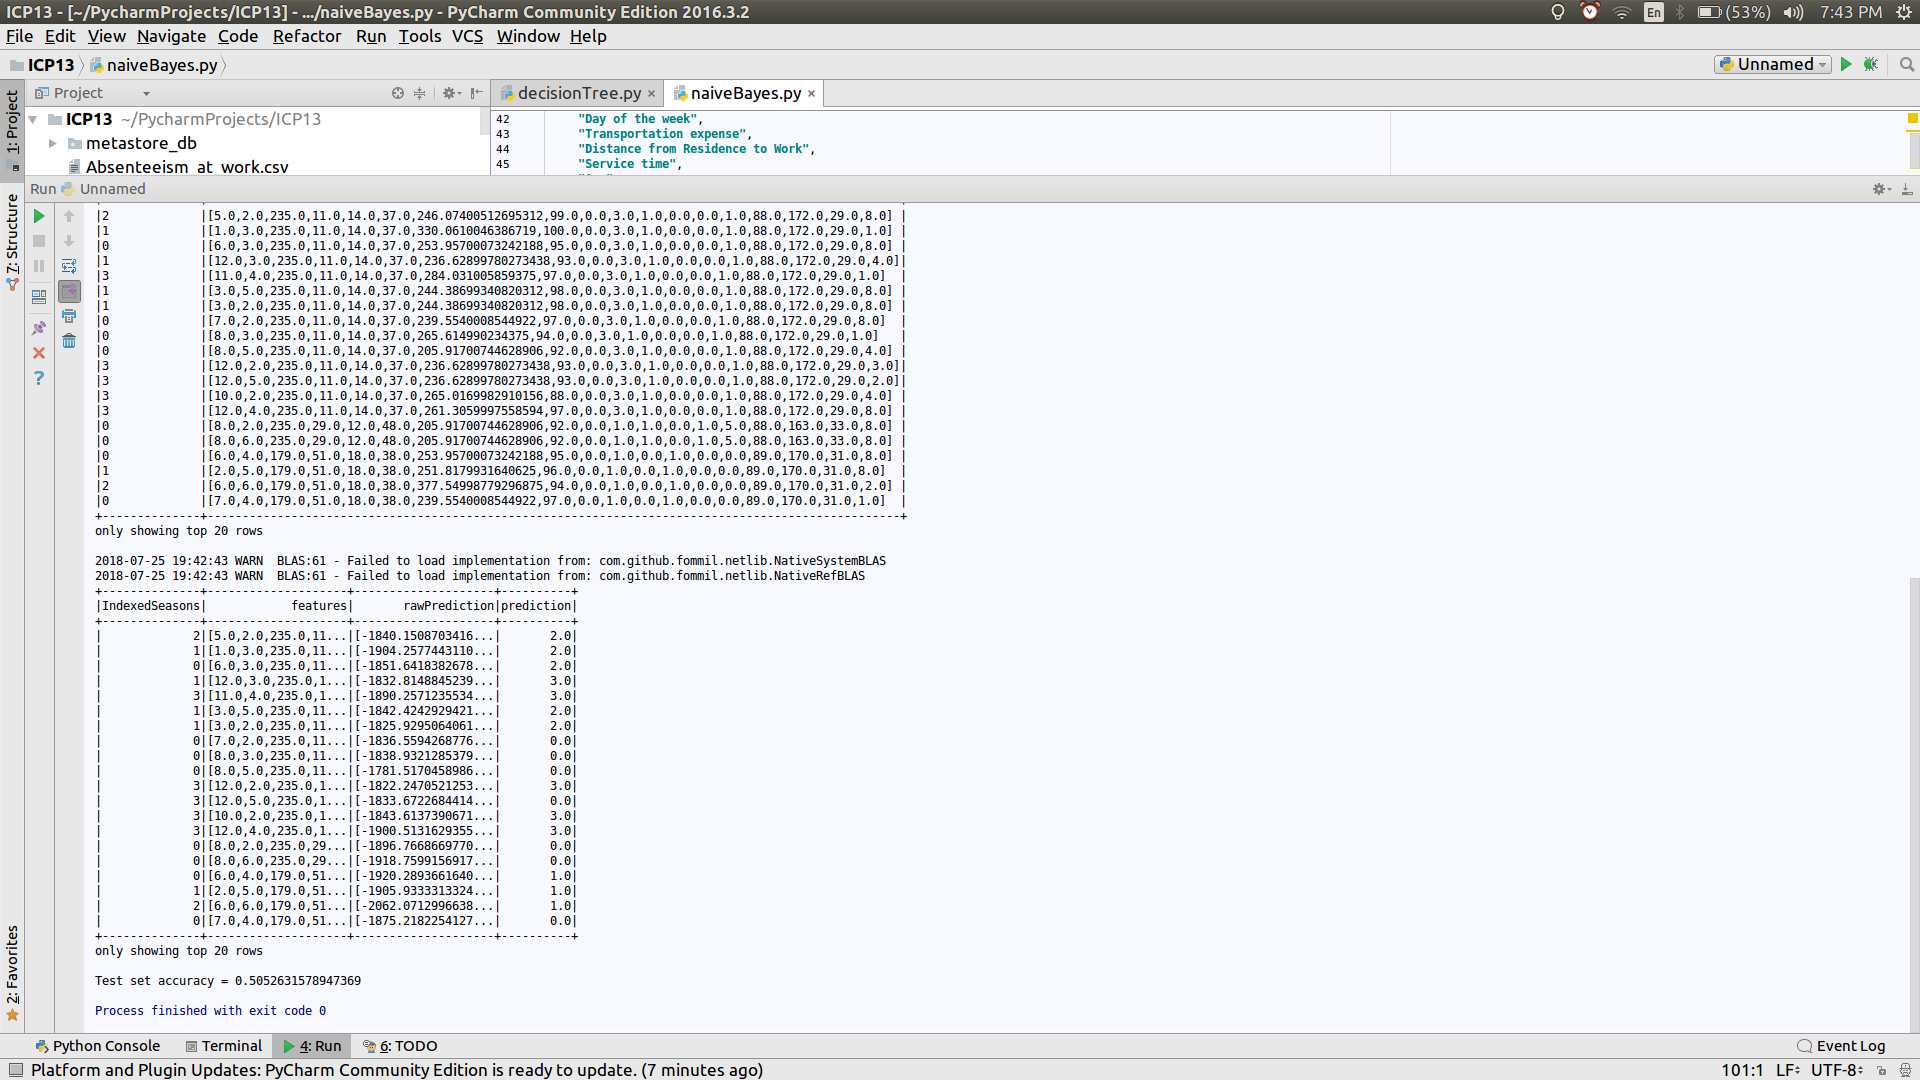 ICP13 - [~/PycharmProjects/ICP13] - .../naiveBayes.py - PyCharm Community Edition 2016.3.2
En (53%) 7:43 PM
File Edit View Navigate Code Refactor Run Tools VCS Window Help
ICP13 naiveBayes.py Unnamed
1: Project
7: Structure
2: Favorites
Project decisionTree.py × naiveBayes.py ×
ICP13 ~/PycharmProjects/ICP13
metastore_db
Absenteeism_at_work.csv
42 "Day of the week",
43 "Transportation expense",
44 "Distance from Residence to Work",
45 "Service time",
Run Unnamed
|2 |[5.0,2.0,235.0,11.0,14.0,37.0,246.07400512695312,99.0,0.0,3.0,1.0,0.0,0.0,1.0,88.0,172.0,29.0,8.0] |
|1 |[1.0,3.0,235.0,11.0,14.0,37.0,330.0610046386719,100.0,0.0,3.0,1.0,0.0,0.0,1.0,88.0,172.0,29.0,1.0] |
|0 |[6.0,3.0,235.0,11.0,14.0,37.0,253.95700073242188,95.0,0.0,3.0,1.0,0.0,0.0,1.0,88.0,172.0,29.0,8.0] |
|1 |[12.0,3.0,235.0,11.0,14.0,37.0,236.62899780273438,93.0,0.0,3.0,1.0,0.0,0.0,1.0,88.0,172.0,29.0,4.0]|
|3 |[11.0,4.0,235.0,11.0,14.0,37.0,284.031005859375,97.0,0.0,3.0,1.0,0.0,0.0,1.0,88.0,172.0,29.0,1.0] |
|1 |[3.0,5.0,235.0,11.0,14.0,37.0,244.38699340820312,98.0,0.0,3.0,1.0,0.0,0.0,1.0,88.0,172.0,29.0,8.0] |
|1 |[3.0,2.0,235.0,11.0,14.0,37.0,244.38699340820312,98.0,0.0,3.0,1.0,0.0,0.0,1.0,88.0,172.0,29.0,8.0] |
|0 |[7.0,2.0,235.0,11.0,14.0,37.0,239.5540008544922,97.0,0.0,3.0,1.0,0.0,0.0,1.0,88.0,172.0,29.0,8.0] |
|0 |[8.0,3.0,235.0,11.0,14.0,37.0,265.614990234375,94.0,0.0,3.0,1.0,0.0,0.0,1.0,88.0,172.0,29.0,1.0] |
|0 |[8.0,5.0,235.0,11.0,14.0,37.0,205.91700744628906,92.0,0.0,3.0,1.0,0.0,0.0,1.0,88.0,172.0,29.0,4.0] |
|3 |[12.0,2.0,235.0,11.0,14.0,37.0,236.62899780273438,93.0,0.0,3.0,1.0,0.0,0.0,1.0,88.0,172.0,29.0,3.0]|
|3 |[12.0,5.0,235.0,11.0,14.0,37.0,236.62899780273438,93.0,0.0,3.0,1.0,0.0,0.0,1.0,88.0,172.0,29.0,2.0]|
|3 |[10.0,2.0,235.0,11.0,14.0,37.0,265.0169982910156,88.0,0.0,3.0,1.0,0.0,0.0,1.0,88.0,172.0,29.0,4.0] |
|3 |[12.0,4.0,235.0,11.0,14.0,37.0,261.3059997558594,97.0,0.0,3.0,1.0,0.0,0.0,1.0,88.0,172.0,29.0,8.0] |
|0 |[8.0,2.0,235.0,29.0,12.0,48.0,205.91700744628906,92.0,0.0,1.0,1.0,0.0,1.0,5.0,88.0,163.0,33.0,8.0] |
|0 |[8.0,6.0,235.0,29.0,12.0,48.0,205.91700744628906,92.0,0.0,1.0,1.0,0.0,1.0,5.0,88.0,163.0,33.0,8.0] |
|0 |[6.0,4.0,179.0,51.0,18.0,38.0,253.95700073242188,95.0,0.0,1.0,0.0,1.0,0.0,0.0,89.0,170.0,31.0,8.0] |
|1 |[2.0,5.0,179.0,51.0,18.0,38.0,251.8179931640625,96.0,0.0,1.0,0.0,1.0,0.0,0.0,89.0,170.0,31.0,8.0] |
|2 |[6.0,6.0,179.0,51.0,18.0,38.0,377.54998779296875,94.0,0.0,1.0,0.0,1.0,0.0,0.0,89.0,170.0,31.0,2.0] |
|0 |[7.0,4.0,179.0,51.0,18.0,38.0,239.5540008544922,97.0,0.0,1.0,0.0,1.0,0.0,0.0,89.0,170.0,31.0,1.0] |
only showing top 20 rows
2018-07-25 19:42:43 WARN BLAS:61 - Failed to load implementation from: com.github.fommil.netlib.NativeSystemBLAS
2018-07-25 19:42:43 WARN BLAS:61 - Failed to load implementation from: com.github.fommil.netlib.NativeRefBLAS
|IndexedSeasons| features| rawPrediction|prediction|
| 2|[5.0,2.0,235.0,11...|[-1840.1508703416...| 2.0|
| 1|[1.0,3.0,235.0,11...|[-1904.2577443110...| 2.0|
| 0|[6.0,3.0,235.0,11...|[-1851.6418382678...| 2.0|
| 1|[12.0,3.0,235.0,1...|[-1832.8148845239...| 3.0|
| 3|[11.0,4.0,235.0,1...|[-1890.2571235534...| 3.0|
| 1|[3.0,5.0,235.0,11...|[-1842.4242929421...| 2.0|
| 1|[3.0,2.0,235.0,11...|[-1825.9295064061...| 2.0|
| 0|[7.0,2.0,235.0,11...|[-1836.5594268776...| 0.0|
| 0|[8.0,3.0,235.0,11...|[-1838.9321285379...| 0.0|
| 0|[8.0,5.0,235.0,11...|[-1781.5170458986...| 0.0|
| 3|[12.0,2.0,235.0,1...|[-1822.2470521253...| 3.0|
| 3|[12.0,5.0,235.0,1...|[-1833.6722684414...| 0.0|
| 3|[10.0,2.0,235.0,1...|[-1843.6137390671...| 3.0|
| 3|[12.0,4.0,235.0,1...|[-1900.5131629355...| 3.0|
| 0|[8.0,2.0,235.0,29...|[-1896.7668669770...| 0.0|
| 0|[8.0,6.0,235.0,29...|[-1918.7599156917...| 0.0|
| 0|[6.0,4.0,179.0,51...|[-1920.2893661640...| 1.0|
| 1|[2.0,5.0,179.0,51...|[-1905.9333313324...| 1.0|
| 2|[6.0,6.0,179.0,51...|[-2062.0712996638...| 1.0|
| 0|[7.0,4.0,179.0,51...|[-1875.2182254127...| 0.0|
only showing top 20 rows
Test set accuracy = 0.5052631578947369
Process finished with exit code 0
Python Console Terminal 4: Run 6: TODO Event Log
Platform and Plugin Updates: PyCharm Community Edition is ready to update. (7 minutes ago) 101:1 LF UTF-8